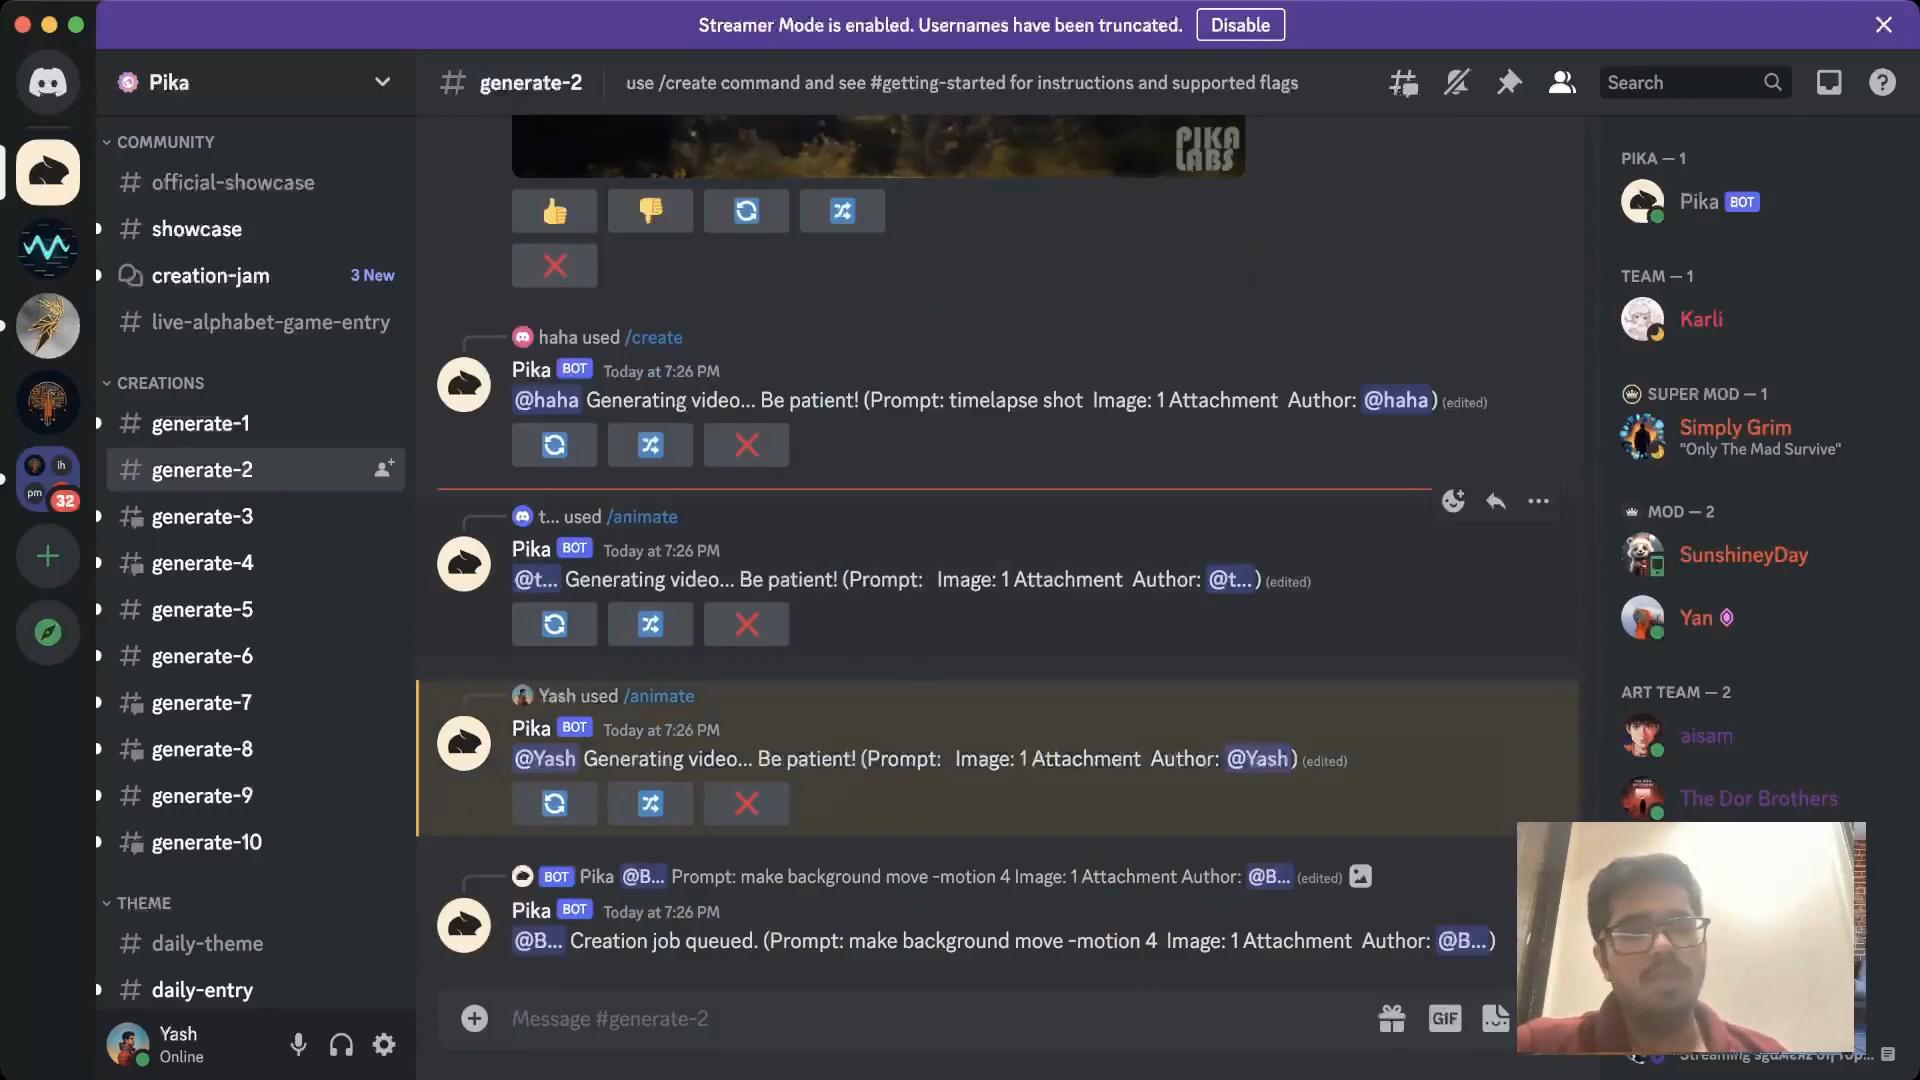 Streamer Mode is enabled. Usernames have been truncated. Disable
Pika
generate-2 use /create command and see #getting-started for instructions and supported flags
Search
COMMUNITY
official-showcase
showcase
creation-jam 3 New
live-alphabet-game-entry
CREATIONS
generate-1
generate-2
generate-3
generate-4
generate-5
generate-6
generate-7
generate-8
generate-9
generate-10
THEME
daily-theme
daily-entry
ih
pm
32
Yash
Online
PIKA
LABS
haha used /create
Pika BOT Today at 7:26 PM
@haha Generating video... Be patient! (Prompt: timelapse shot Image: 1 Attachment Author: @haha) (edited)
t... used /animate
Pika BOT Today at 7:26 PM
@t... Generating video... Be patient! (Prompt: Image: 1 Attachment Author: @t...) (edited)
Yash used /animate
Pika BOT Today at 7:26 PM
@Yash Generating video... Be patient! (Prompt: Image: 1 Attachment Author: @Yash) (edited)
BOT Pika @B... Prompt: make background move -motion 4 Image: 1 Attachment Author: @B... (edited)
Pika BOT Today at 7:26 PM
@B... Creation job queued. (Prompt: make background move -motion 4 Image: 1 Attachment Author: @B...)
Message #generate-2
GIF
PIKA — 1
Pika BOT
TEAM — 1
Karli
SUPER MOD — 1
Simply Grim
"Only The Mad Survive"
MOD — 2
SunshineyDay
Yan
ART TEAM — 2
aisam
The Dor Brothers
Streaming